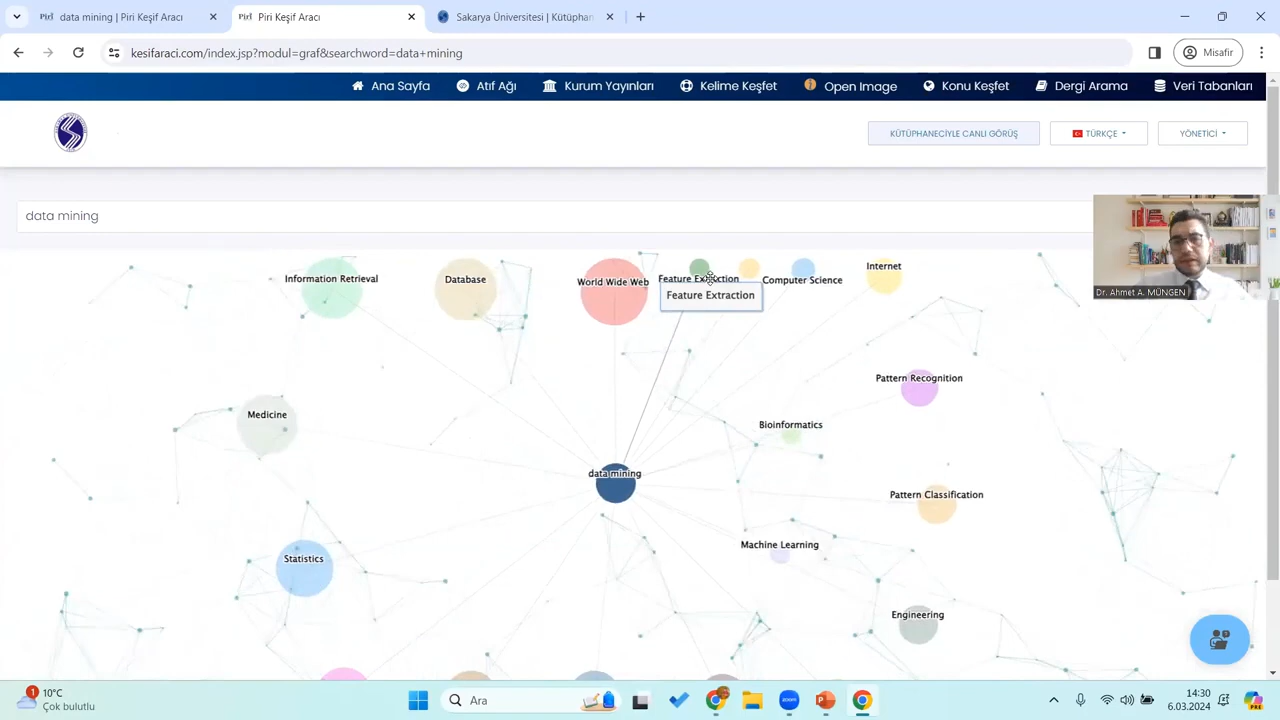 data mining | Piri Keşif Aracı
Piri Keşif Aracı
Sakarya Üniversitesi | Kütüphan
kesifaraci.com/index.jsp?modul=graf&searchword=data+mining
Misafir
Ana Sayfa
Atıf Ağı
Kurum Yayınları
Kelime Keşfet
Open Image
Konu Keşfet
Dergi Arama
Veri Tabanları
KÜTÜPHANECİYLE CANLI GÖRÜŞ
TÜRKÇE
YÖNETİCİ
data mining
Dr. Ahmet A. MÜNGEN
Information Retrieval
Database
World Wide Web
Feature Extraction
Computer Science
Internet
Feature Extraction
Pattern Recognition
Medicine
Bioinformatics
data mining
Pattern Classification
Machine Learning
Statistics
Engineering
1
10°C
Çok bulutlu
Ara
zoom
14:30
6.03.2024
PRE